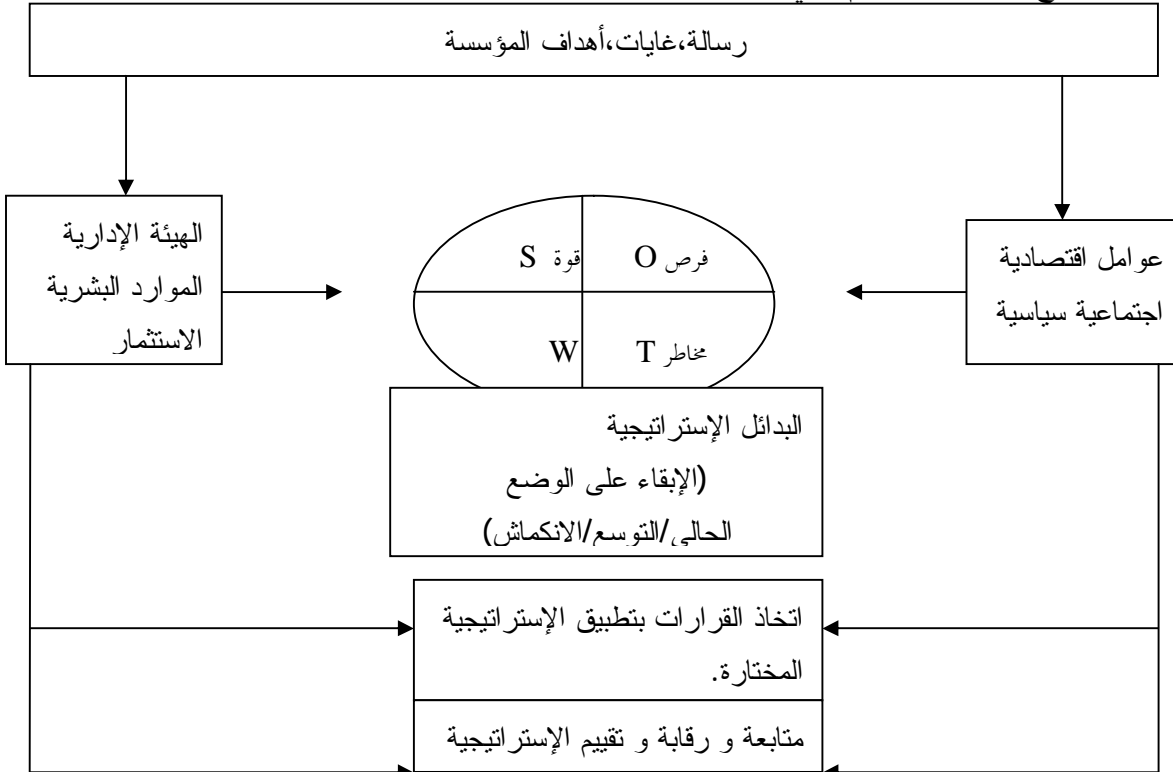 رسالة،غايات،أهداف المؤسسة
عوامل اقتصادية
اجتماعية سياسية
الهيئة الإدارية
الموارد البشرية
الاستثمار
فرص O
قوة S
مخاطر T
W
البدائل الإستراتيجية
(الإبقاء على الوضع
الحالي/التوسع/الانكماش)
اتخاذ القرارات بتطبيق الإستراتيجية
المختارة.
متابعة و رقابة و تقييم الإستراتيجية